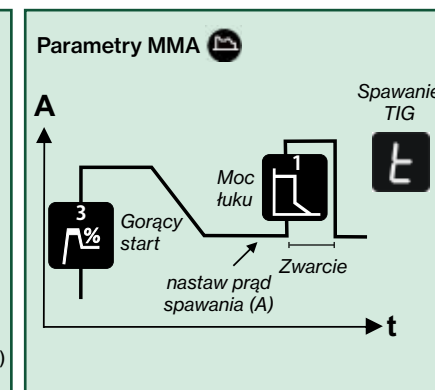 Parametry MMA
Spawanie
TIG
t
A
3
%
Gorący
start
Moc
łuku
1
Zwarcie
nastaw prąd
spawania (A)
t
)